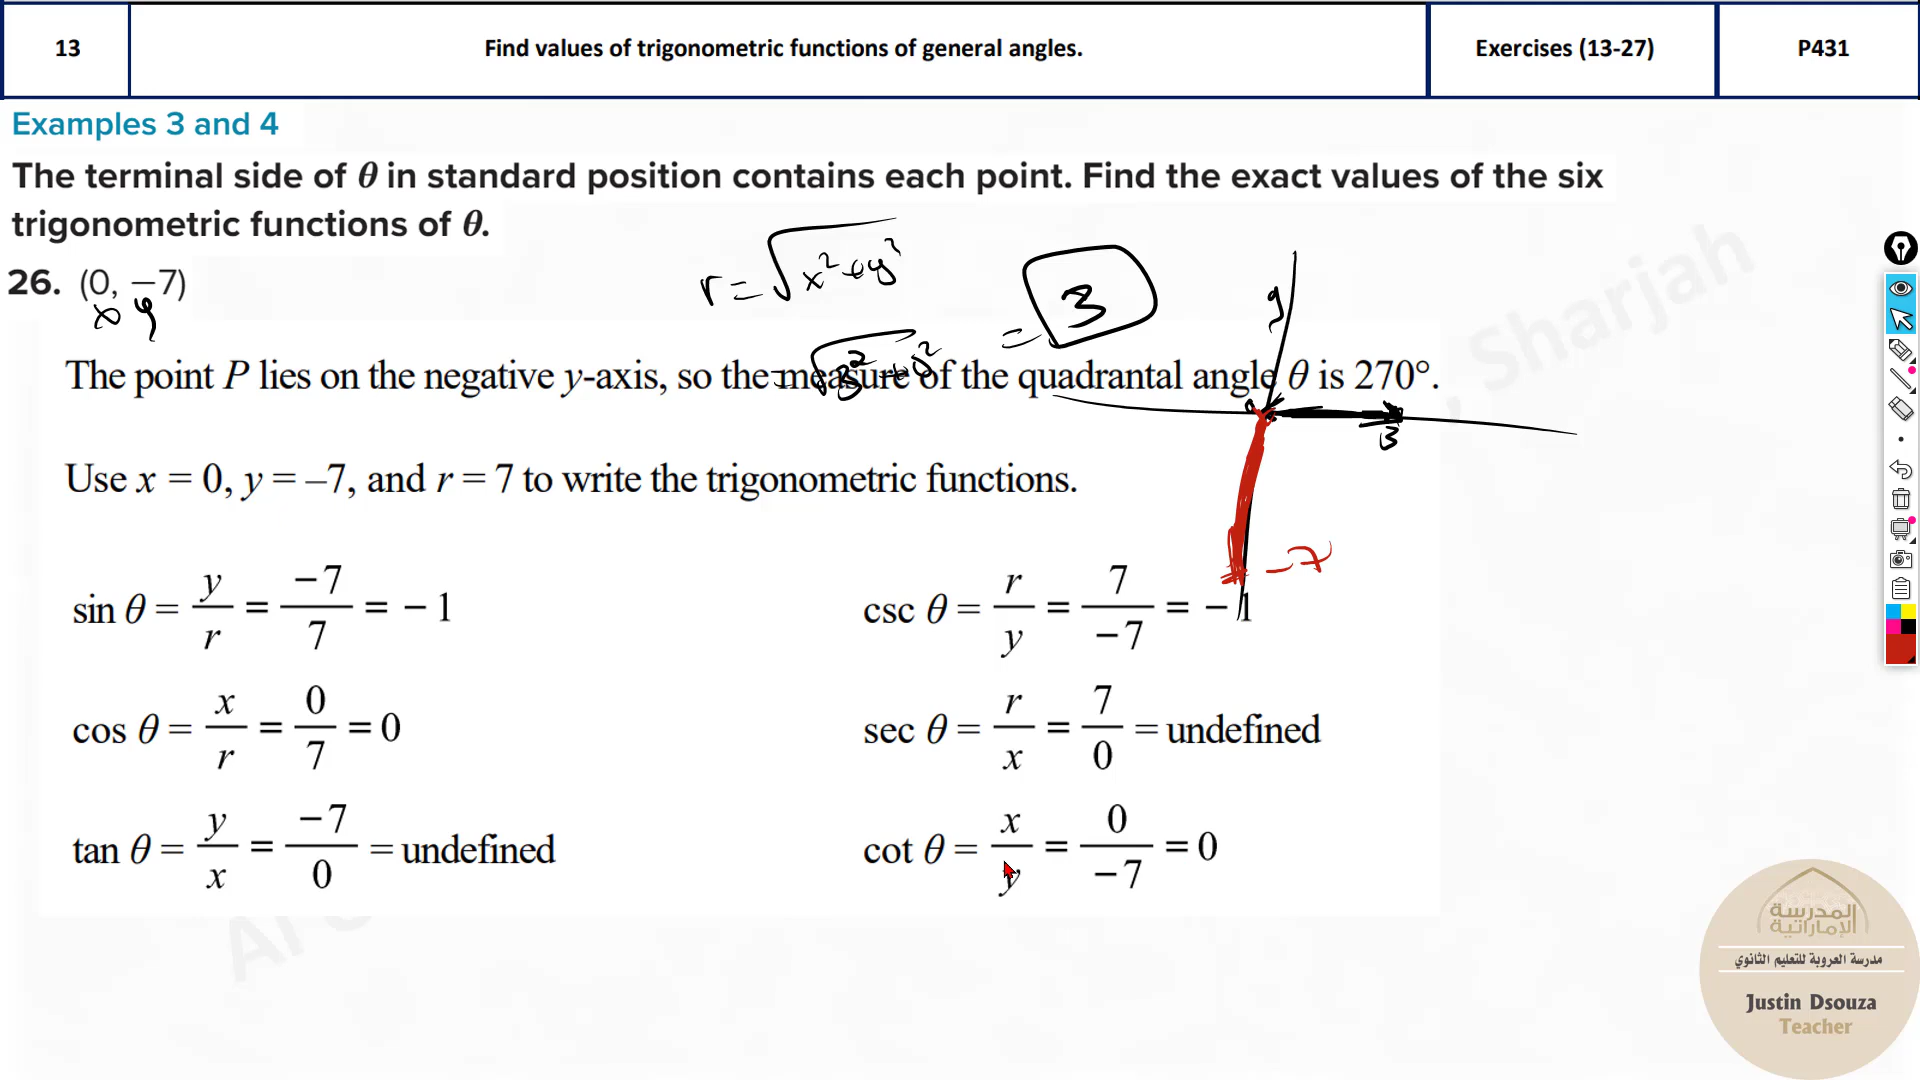 13 Find values of trigonometric functions of general angles. Exercises (13-27) P431
Examples 3 and 4
The terminal side of θ in standard position contains each point. Find the exact values of the six
trigonometric functions of θ.
26. (0, −7)
x y
r = √x² + y²
= √3² + 0² = 3
y
3
The point P lies on the negative y-axis, so the measure of the quadrantal angle θ is 270°.
Use x = 0, y = –7, and r = 7 to write the trigonometric functions.
−7
sin θ = y/r = −7/7 = −1
csc θ = r/y = 7/−7 = −1
cos θ = x/r = 0/7 = 0
sec θ = r/x = 7/0 = undefined
tan θ = y/x = −7/0 = undefined
cot θ = x/y = 0/−7 = 0
, Sharjah
Al
المدرسة
الإماراتية
مدرسة العروبة للتعليم الثانوي
Justin Dsouza
Teacher